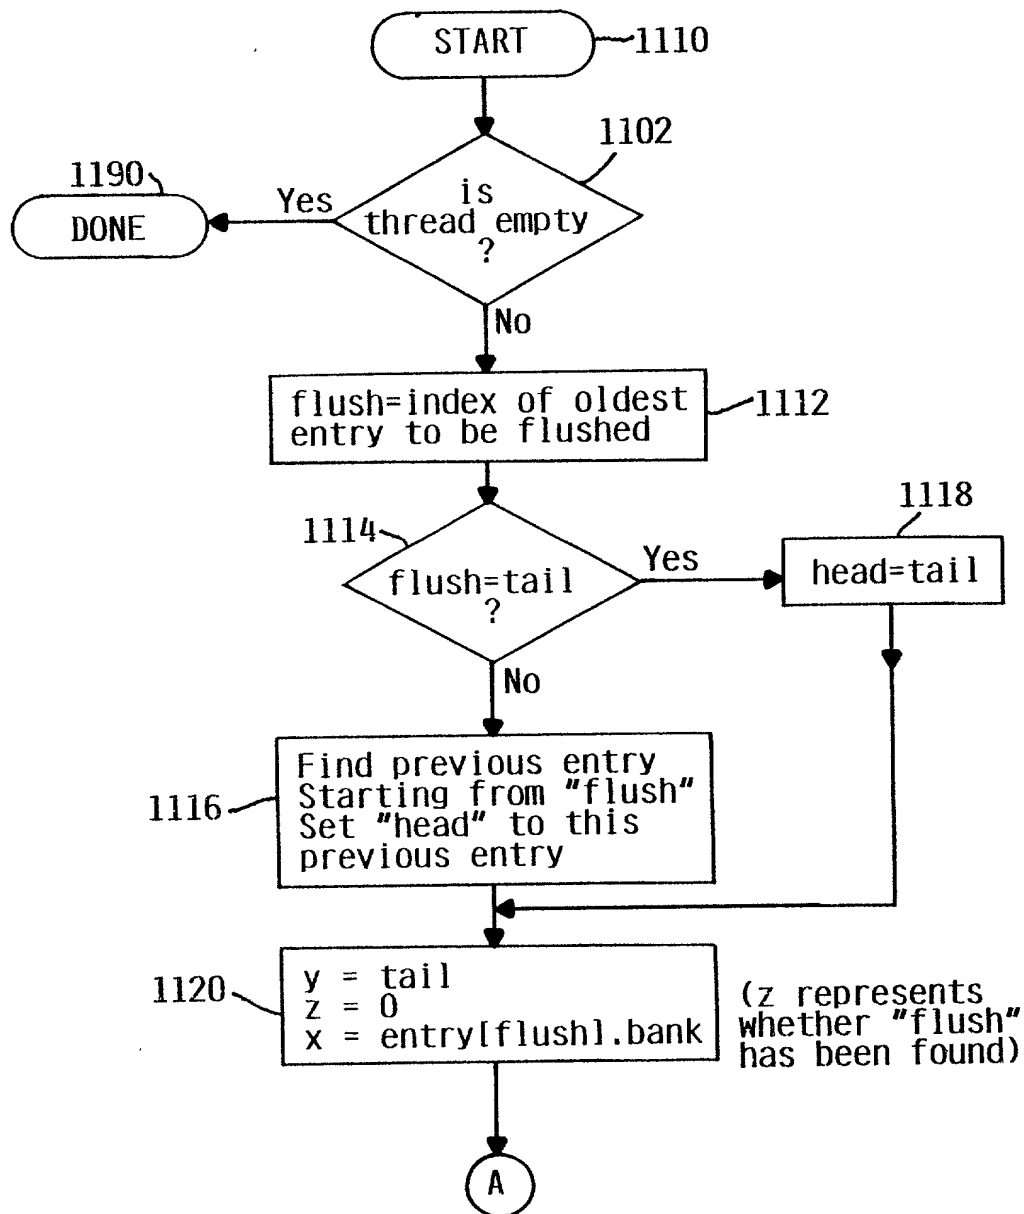 START
1110
1102
is
thread empty
?
Yes
1190
DONE
No
flush=index of oldest
entry to be flushed
1112
1114
flush=tail
?
Yes
1118
head=tail
No
1116
Find previous entry
Starting from "flush"
Set "head" to this
previous entry
1120
y = tail
z = 0
x = entry[flush].bank
(z represents
whether "flush"
has been found)
A